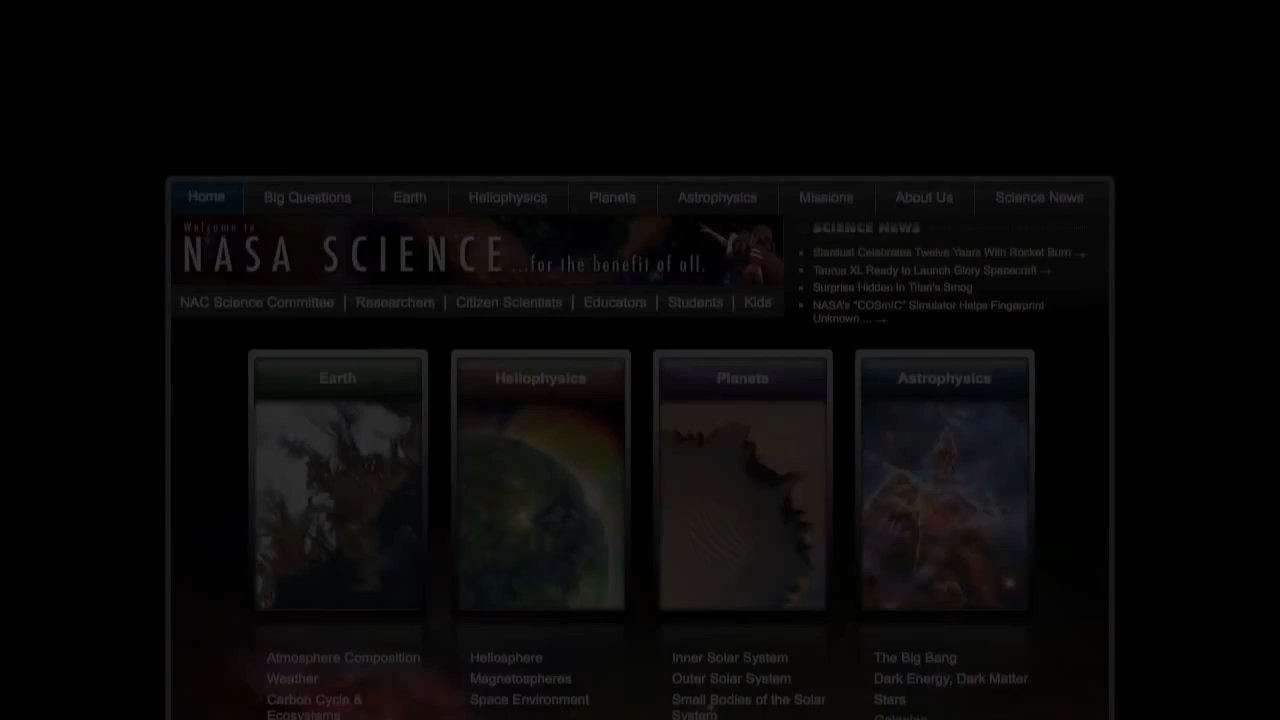 Home Big Questions Earth Heliophysics Planets Astrophysics Missions About Us Science News
Welcome to
NASA SCIENCE ...for the benefit of all.
NAC Science Committee | Researchers | Citizen Scientists | Educators | Students | Kids
SCIENCE NEWS
Stardust Celebrates Twelve Years With Rocket Burn →
Taurus XL Ready to Launch Glory Spacecraft →
Surprise Hidden in Titan's Smog
NASA's "COSmIC" Simulator Helps Fingerprint
Unknown ... →
Earth
Heliophysics
Planets
Astrophysics
Atmosphere Composition
Weather
Carbon Cycle &
Ecosystems
Heliosphere
Magnetospheres
Space Environment
Inner Solar System
Outer Solar System
Small Bodies of the Solar
System
The Big Bang
Dark Energy, Dark Matter
Stars
Galaxies